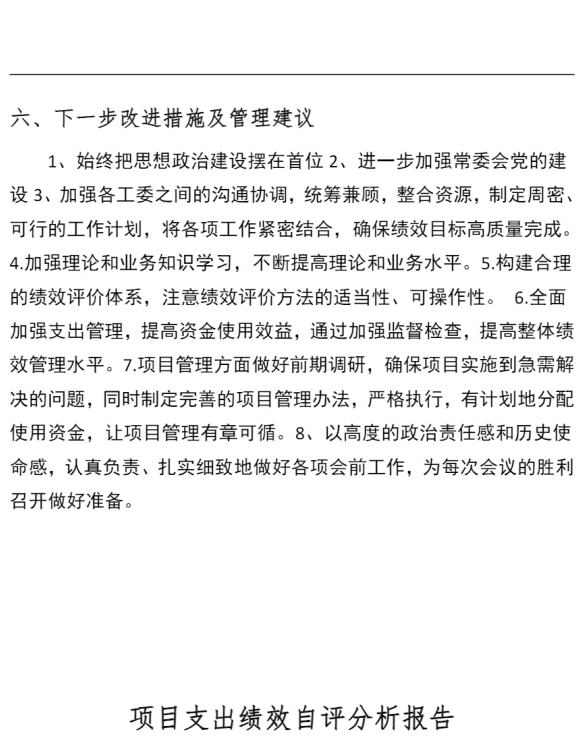 六、下一步改进措施及管理建议
1、始终把思想政治建设摆在首位 2、进一步加强常委会党的建
设 3、加强各工委之间的沟通协调，统筹兼顾，整合资源，制定周密、
可行的工作计划，将各项工作紧密结合，确保绩效目标高质量完成。
4.加强理论和业务知识学习，不断提高理论和业务水平。5.构建合理
的绩效评价体系，注意绩效评价方法的适当性、可操作性。 6.全面
加强支出管理，提高资金使用效益，通过加强监督检查，提高整体绩
效管理水平。7.项目管理方面做好前期调研，确保项目实施到急需解
决的问题，同时制定完善的项目管理办法，严格执行，有计划地分配
使用资金，让项目管理有章可循。8、以高度的政治责任感和历史使
命感，认真负责、扎实细致地做好各项会前工作，为每次会议的胜利
召开做好准备。
项目支出绩效自评分析报告